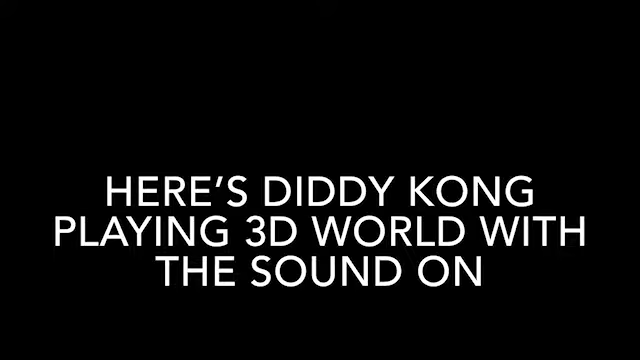 HERE’S DIDDY KONG
PLAYING 3D WORLD WITH
THE SOUND ON